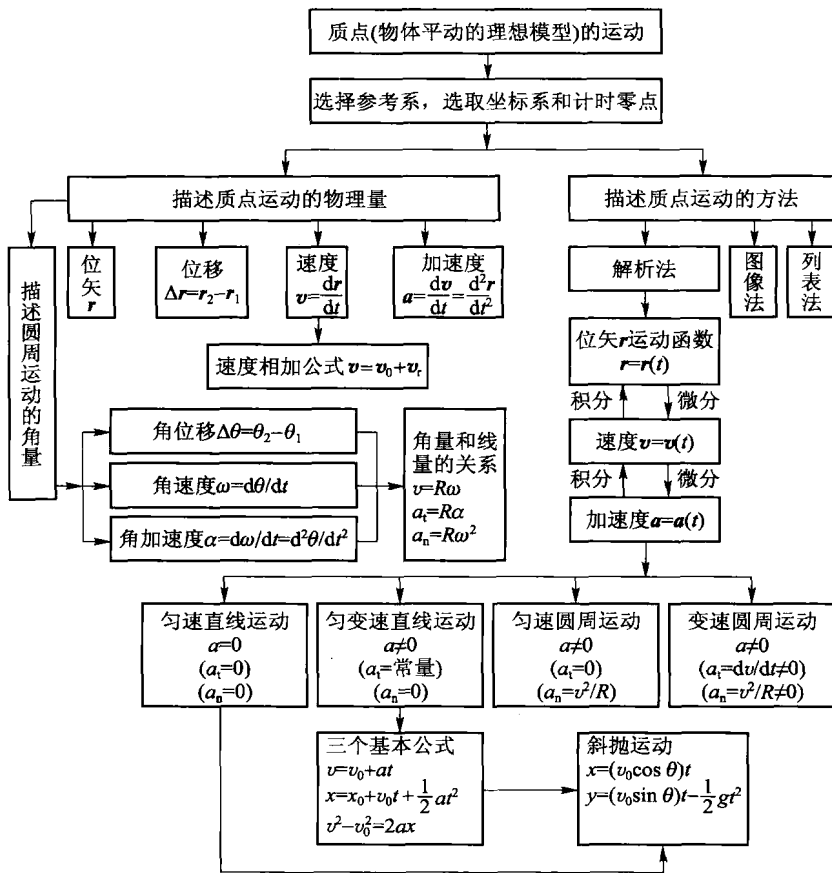 质点(物体平动的理想模型)的运动
选择参考系，选取坐标系和计时零点
描述质点运动的物理量
描述质点运动的方法
描述圆周运动的角量
位矢r
位移
Δr=r₂−r₁
速度
v=dr/dt
加速度
a=dv/dt=d²r/dt²
速度相加公式 v=v₀+vᵣ
解析法
图像法
列表法
位矢r运动函数
r=r(t)
积分
微分
速度v=v(t)
积分
微分
加速度a=a(t)
角位移Δθ=θ₂−θ₁
角速度ω=dθ/dt
角加速度α=dω/dt=d²θ/dt²
角量和线
量的关系
v=Rω
aₜ=Rα
aₙ=Rω²
匀速直线运动
a=0
(aₜ=0)
(aₙ=0)
匀变速直线运动
a≠0
(aₜ=常量)
(aₙ=0)
匀速圆周运动
a≠0
(aₜ=0)
(aₙ=v²/R)
变速圆周运动
a≠0
(aₜ=dv/dt≠0)
(aₙ=v²/R≠0)
三个基本公式
v=v₀+at
x=x₀+v₀t+½at²
v²−v₀²=2ax
斜抛运动
x=(v₀cos θ)t
y=(v₀sin θ)t−½gt²